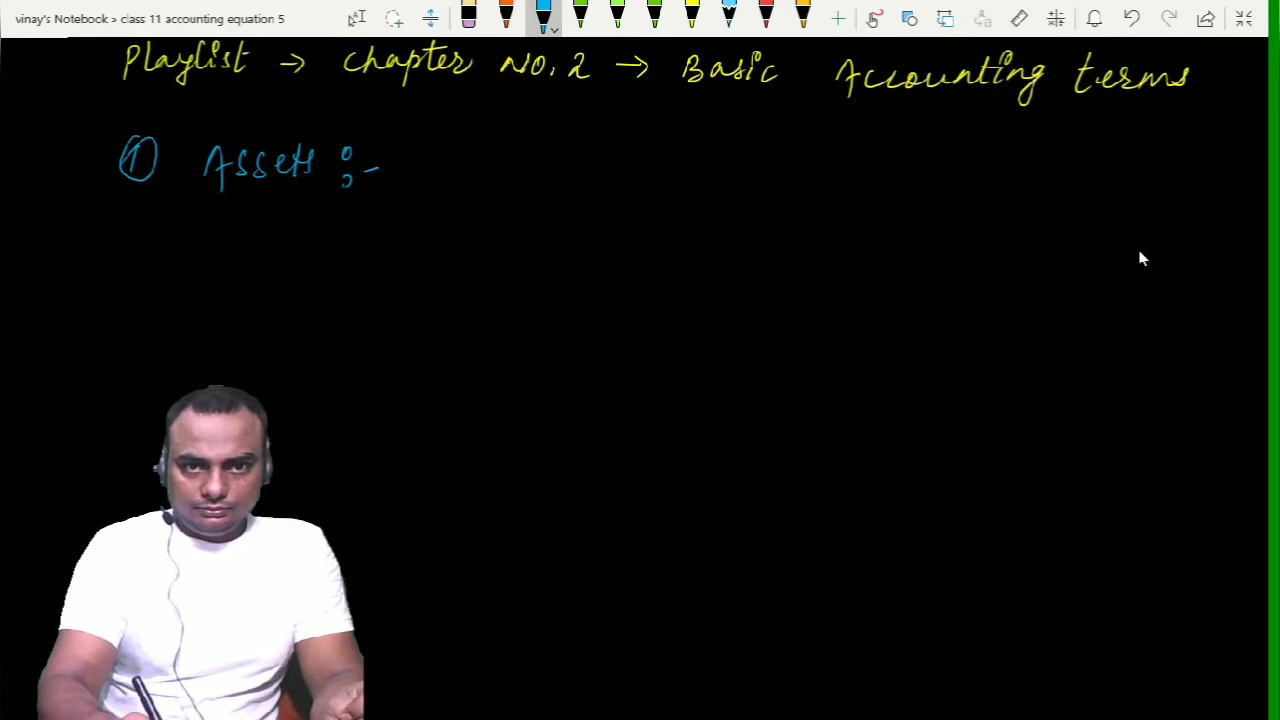 vinay's Notebook > class 11 accounting equation 5
Playlist → Chapter No. 2 → Basic Accounting terms
① Assets :-